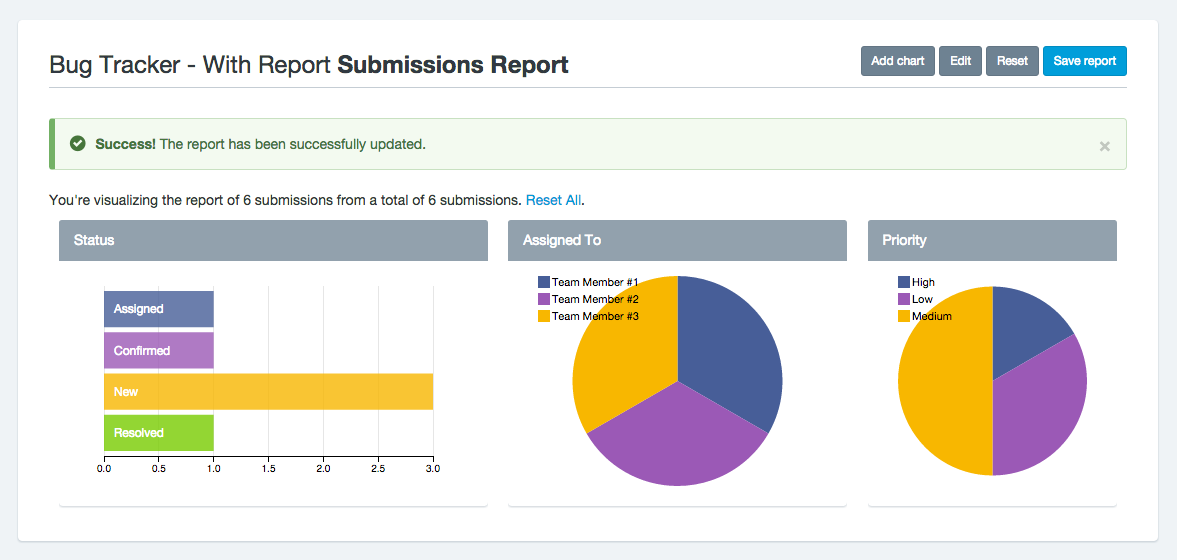 Bug Tracker - With Report Submissions Report
Add chart
Edit
Reset
Save report
Success! The report has been successfully updated.
×
You're visualizing the report of 6 submissions from a total of 6 submissions. Reset All.
Status
Assigned
Confirmed
New
Resolved
0.0 0.5 1.0 1.5 2.0 2.5 3.0
Assigned To
Team Member #1
Team Member #2
Team Member #3
Priority
High
Low
Medium